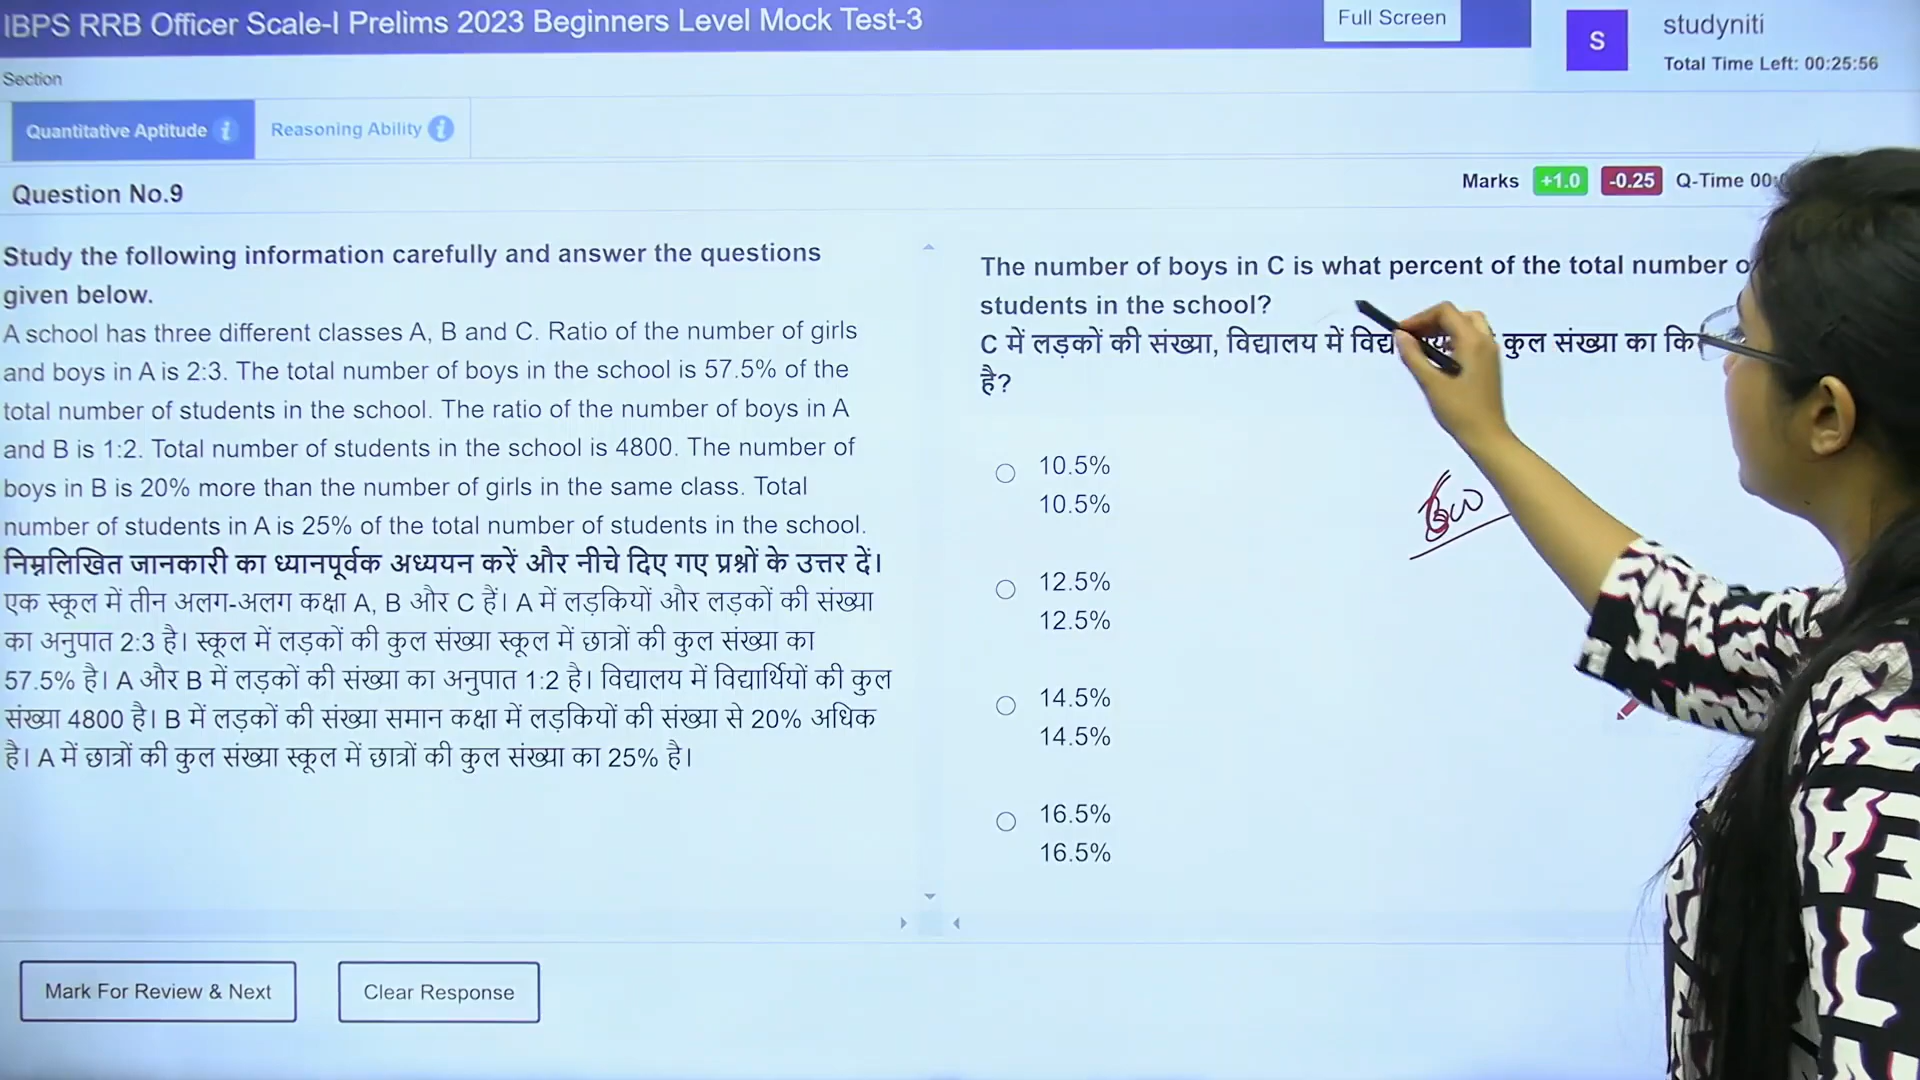 IBPS RRB Officer Scale-I Prelims 2023 Beginners Level Mock Test-3
Full Screen
S
studyniti
Total Time Left: 00:25:56
Section
Quantitative Aptitude i
Reasoning Ability i
Question No.9
Marks +1.0 -0.25 Q-Time 00:
Study the following information carefully and answer the questions
given below.
A school has three different classes A, B and C. Ratio of the number of girls
and boys in A is 2:3. The total number of boys in the school is 57.5% of the
total number of students in the school. The ratio of the number of boys in A
and B is 1:2. Total number of students in the school is 4800. The number of
boys in B is 20% more than the number of girls in the same class. Total
number of students in A is 25% of the total number of students in the school.
निम्नलिखित जानकारी का ध्यानपूर्वक अध्ययन करें और नीचे दिए गए प्रश्नों के उत्तर दें।
एक स्कूल में तीन अलग-अलग कक्षा A, B और C हैं। A में लड़कियों और लड़कों की संख्या
का अनुपात 2:3 है। स्कूल में लड़कों की कुल संख्या स्कूल में छात्रों की कुल संख्या का
57.5% है। A और B में लड़कों की संख्या का अनुपात 1:2 है। विद्यालय में विद्यार्थियों की कुल
संख्या 4800 है। B में लड़कों की संख्या समान कक्षा में लड़कियों की संख्या से 20% अधिक
है। A में छात्रों की कुल संख्या स्कूल में छात्रों की कुल संख्या का 25% है।
The number of boys in C is what percent of the total number
students in the school?
C में लड़कों की संख्या, विद्यालय में कुल संख्या का
है?
10.5%
10.5%
12.5%
12.5%
14.5%
14.5%
16.5%
16.5%
Mark For Review & Next
Clear Response